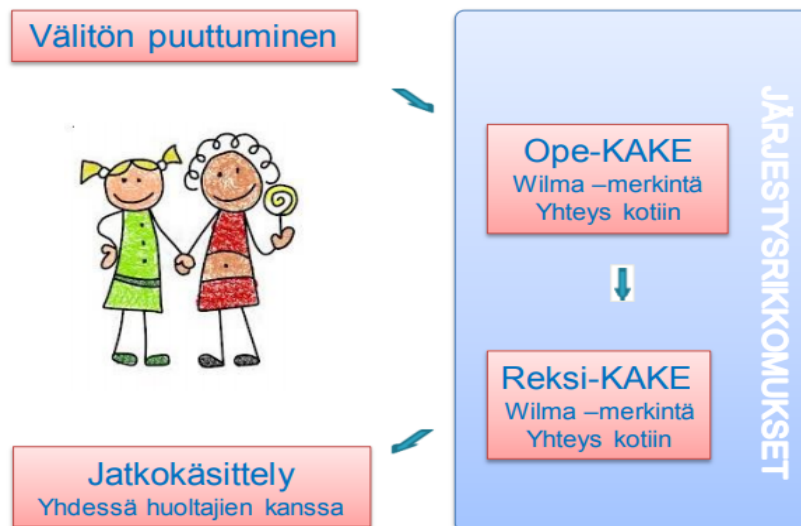 Välitön puuttuminen
Ope-KAKE
Wilma –merkintä
Yhteys kotiin
Reksi-KAKE
Wilma –merkintä
Yhteys kotiin
JÄRJESTYSRIKKOMUKSET
Jatkokäsittely
Yhdessä huoltajien kanssa